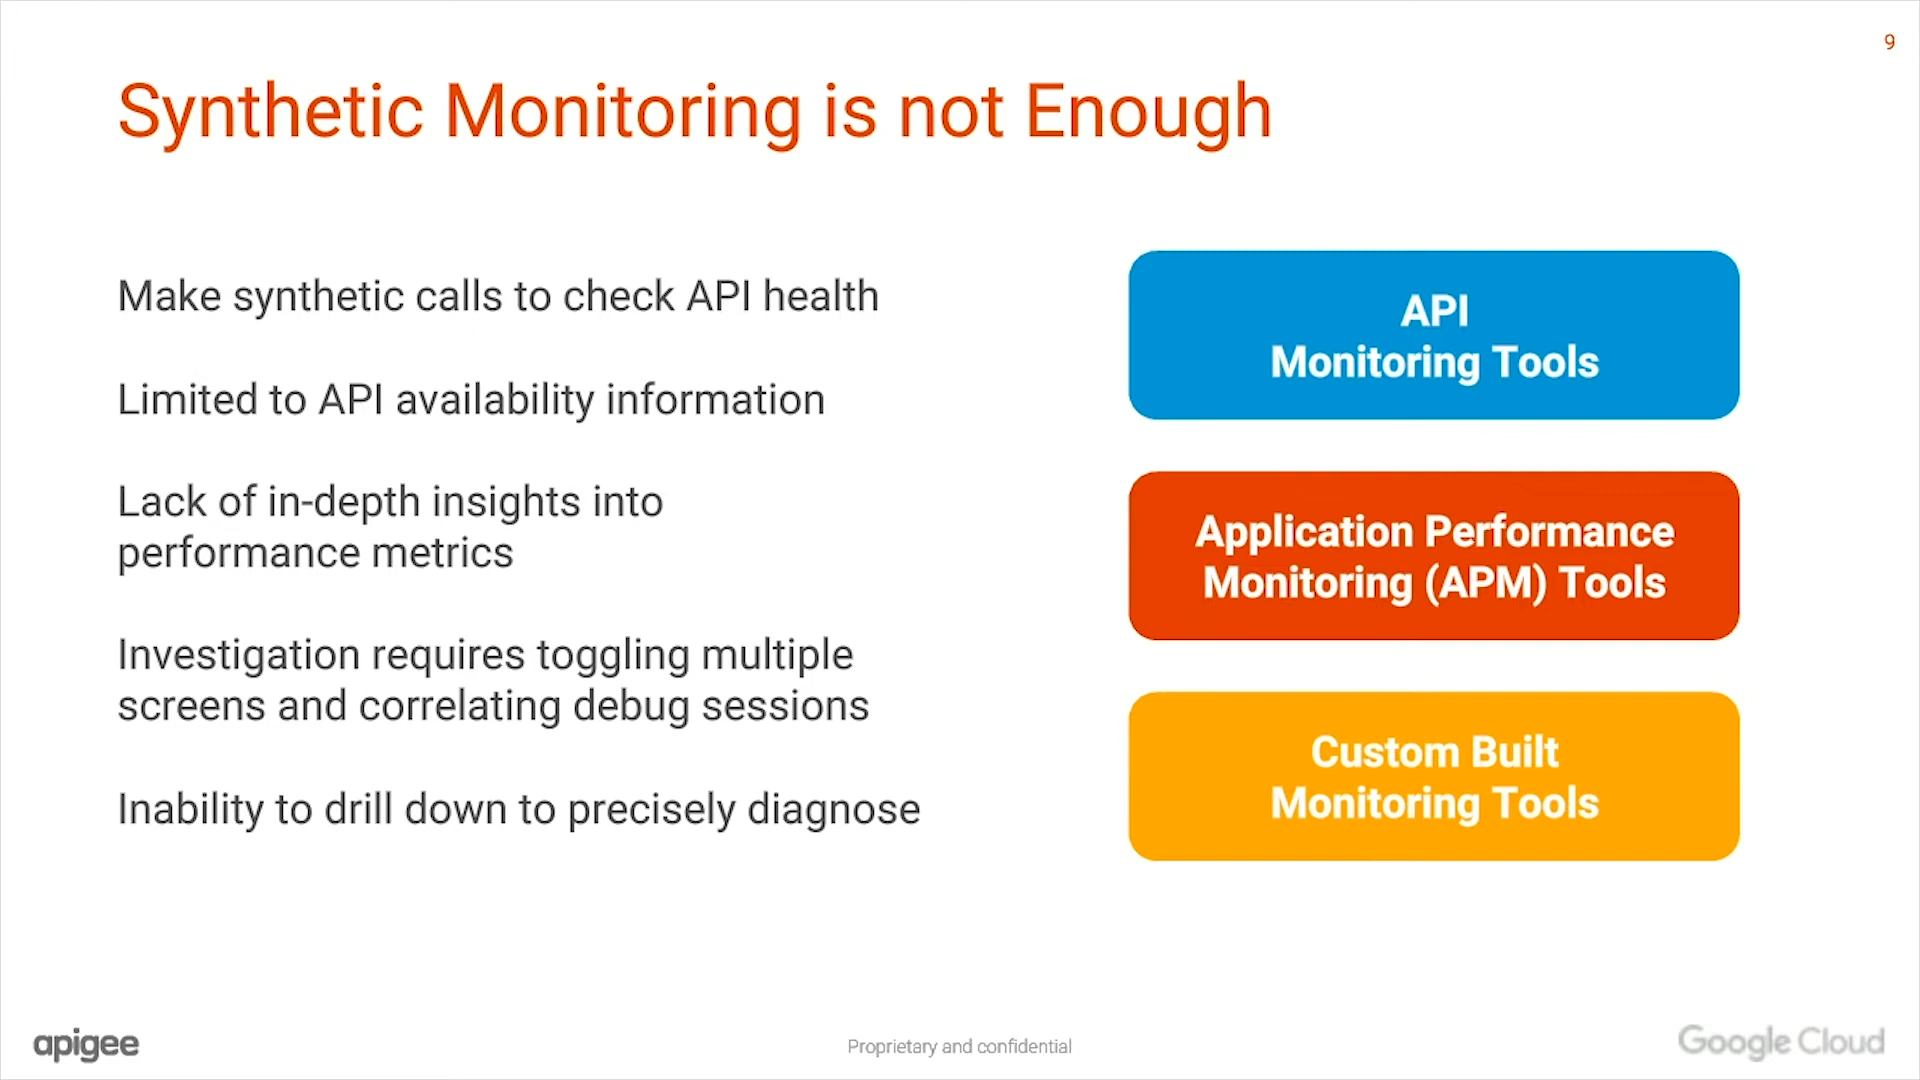 9
Synthetic Monitoring is not Enough
Make synthetic calls to check API health
Limited to API availability information
Lack of in-depth insights into
performance metrics
Investigation requires toggling multiple
screens and correlating debug sessions
Inability to drill down to precisely diagnose
API
Monitoring Tools
Application Performance
Monitoring (APM) Tools
Custom Built
Monitoring Tools
apigee
Proprietary and confidential
Google Cloud